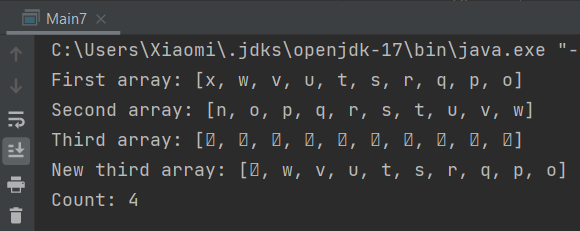 Main7
C:\Users\Xiaomi\.jdks\openjdk-17\bin\java.exe "-
First array: [x, w, v, u, t, s, r, q, p, o]
Second array: [n, o, p, q, r, s, t, u, v, w]
Third array: [⍰, ⍰, ⍰, ⍰, ⍰, ⍰, ⍰, ⍰, ⍰, ⍰]
New third array: [⍰, w, v, u, t, s, r, q, p, o]
Count: 4